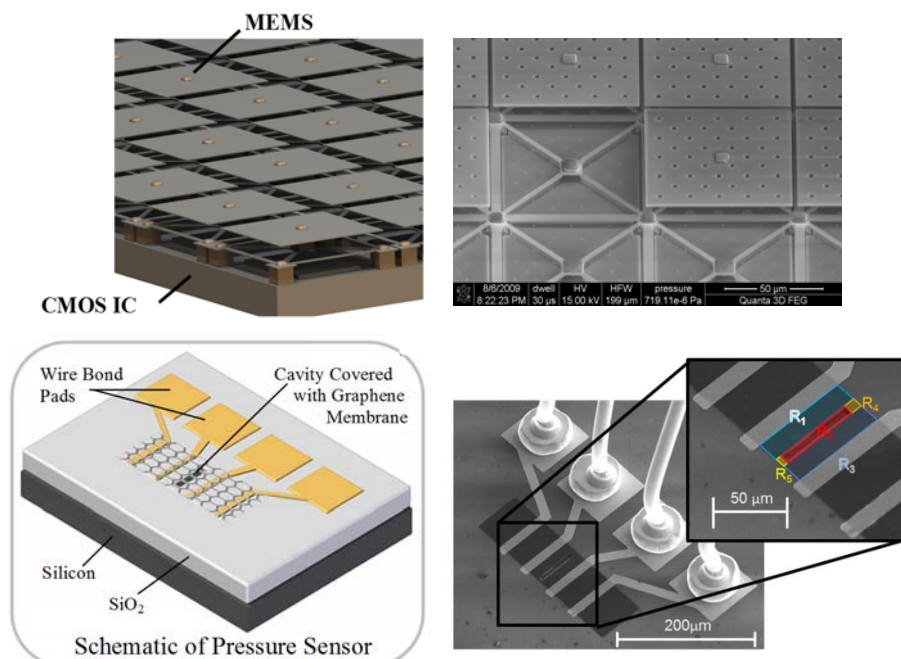 MEMS
CMOS IC
8/6/2009 dwell HV HFW pressure 50 µm
8:22:23 PM 30 µs 15.00 kV 199 µm 719.11e-6 Pa Quanta 3D FEG
Wire Bond
Pads
Cavity Covered
with Graphene
Membrane
Silicon
SiO₂
Schematic of Pressure Sensor
R₁
R₄
R₃
R₅
50 µm
200µm